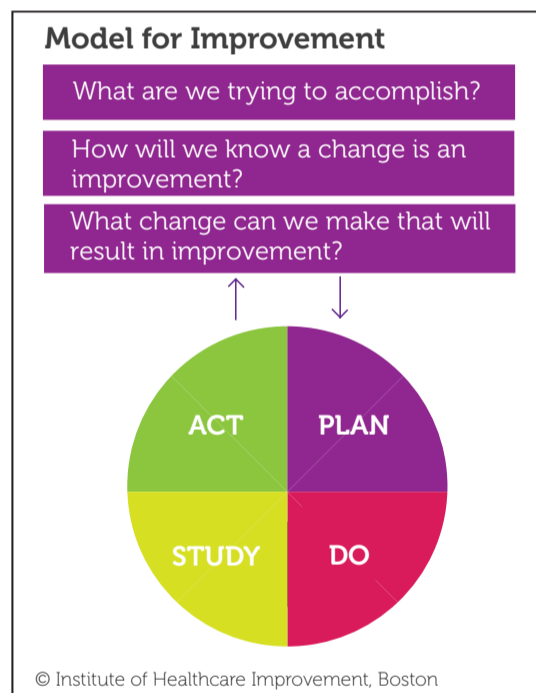 Model for Improvement
What are we trying to accomplish?
How will we know a change is an
improvement?
What change can we make that will
result in improvement?
ACT
PLAN
STUDY
DO
© Institute of Healthcare Improvement, Boston